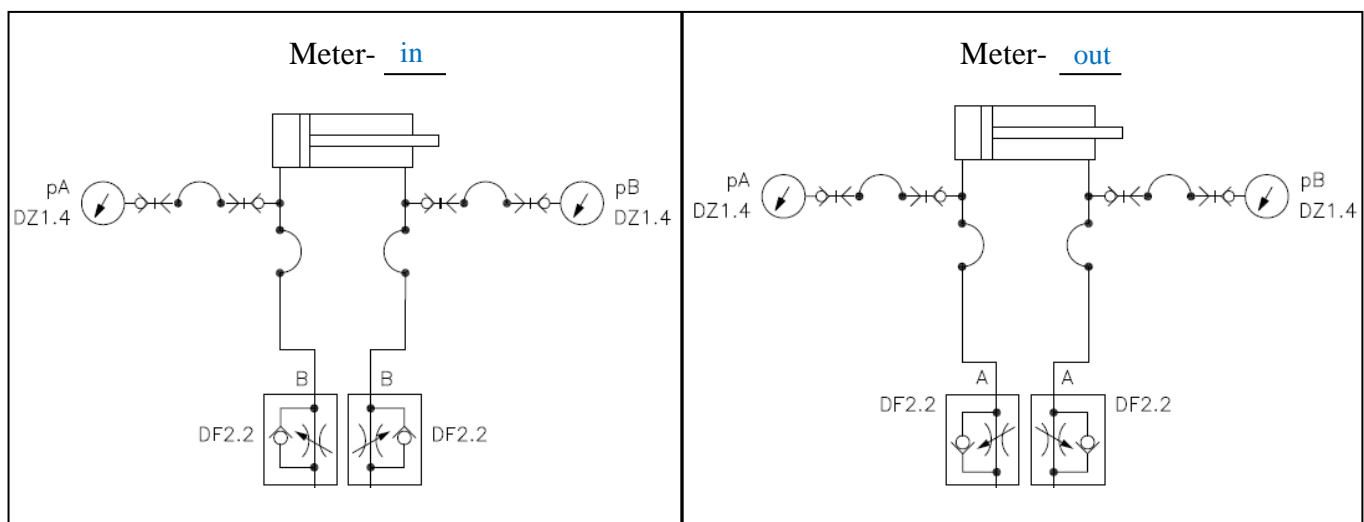 Meter- in
pA
DZ1.4
pB
DZ1.4
B
B
DF2.2
DF2.2
Meter- out
pA
DZ1.4
pB
DZ1.4
A
A
DF2.2
DF2.2